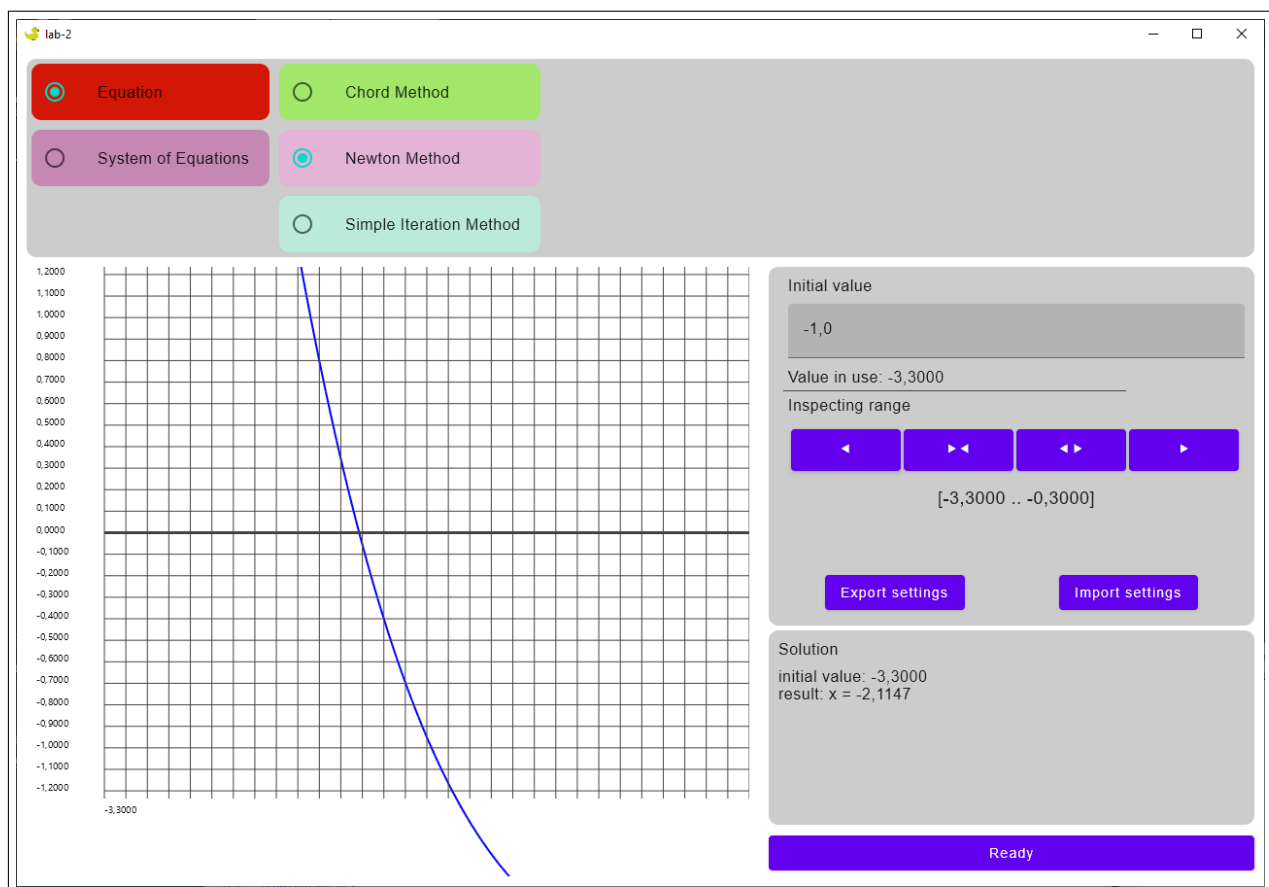 lab-2
Equation
Chord Method
System of Equations
Newton Method
Simple Iteration Method
1,2000
1,1000
1,0000
0,9000
0,8000
0,7000
0,6000
0,5000
0,4000
0,3000
0,2000
0,1000
0,0000
-0,1000
-0,2000
-0,3000
-0,4000
-0,5000
-0,6000
-0,7000
-0,8000
-0,9000
-1,0000
-1,1000
-1,2000
-3,3000
Initial value
-1,0
Value in use: -3,3000
Inspecting range
[-3,3000 .. -0,3000]
Export settings
Import settings
Solution
initial value: -3,3000
result: x = -2,1147
Ready